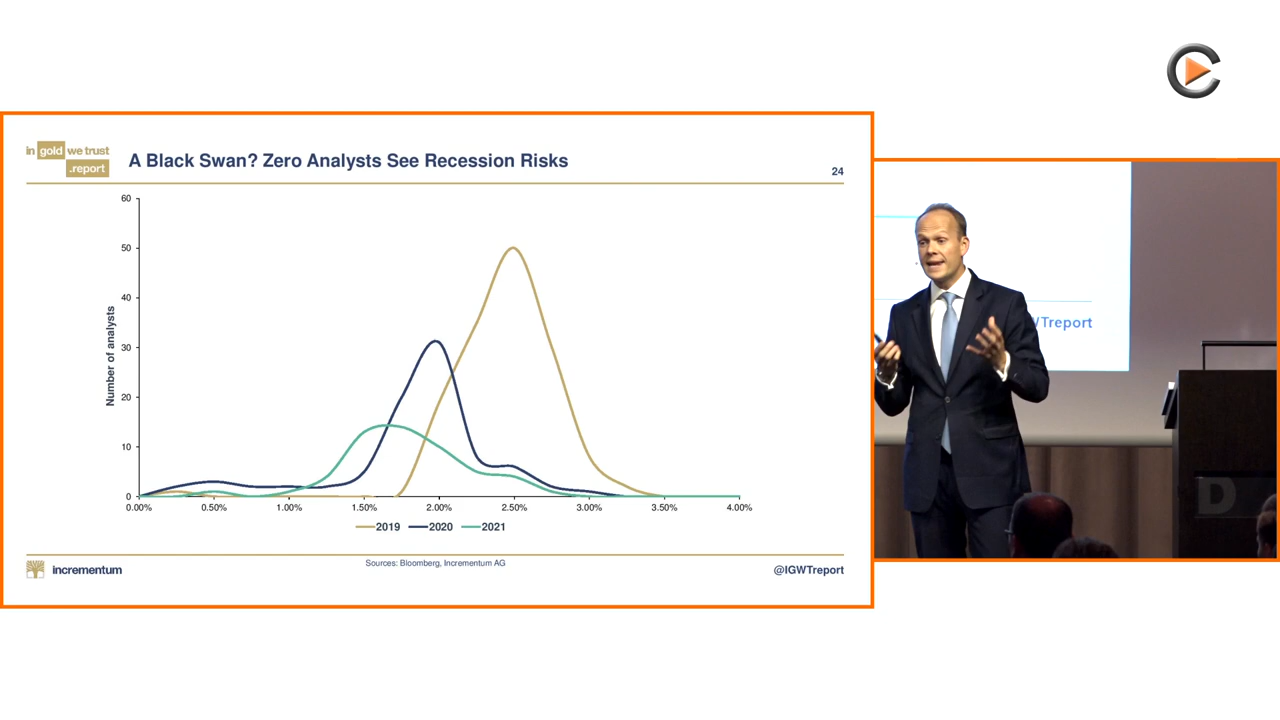 in gold we trust
.report
A Black Swan? Zero Analysts See Recession Risks
24
60
50
40
30
20
10
0
Number of analysts
0.00%
0.50%
1.00%
1.50%
2.00%
2.50%
3.00%
3.50%
4.00%
2019
2020
2021
Sources: Bloomberg, Incrementum AG
incrementum
@IGWTreport
WTreport
D